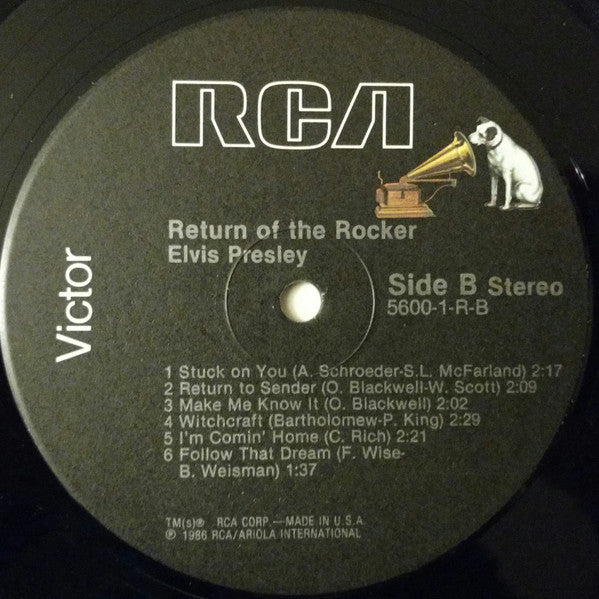 RCA
Victor
Return of the Rocker
Elvis Presley
Side B Stereo
5600-1-R-B
1 Stuck on You (A. Schroeder-S.L. McFarland) 2:17
2 Return to Sender (O. Blackwell-W. Scott) 2:09
3 Make Me Know It (O. Blackwell) 2:02
4 Witchcraft (Bartholomew-P. King) 2:29
5 I'm Comin' Home (C. Rich) 2:21
6 Follow That Dream (F. Wise-
B. Weisman) 1:37
TM(s)® RCA CORP.—MADE IN U.S.A.
℗ 1986 RCA/ARIOLA INTERNATIONAL